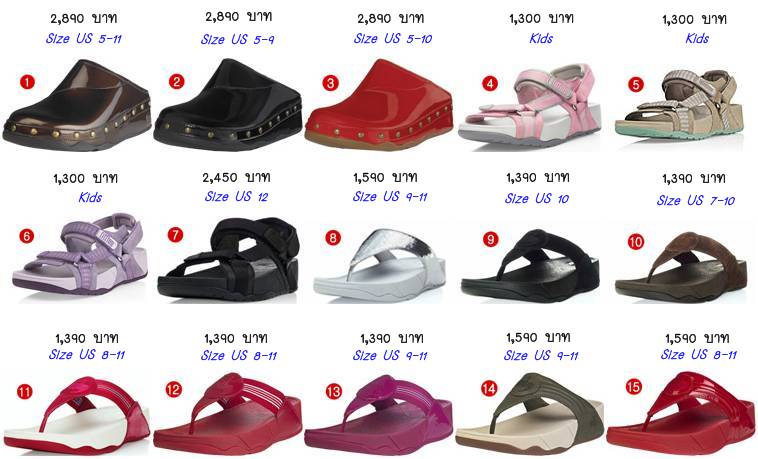 2,890 บาท
Size US 5-11
2,890 บาท
Size US 5-9
2,890 บาท
Size US 5-10
1,300 บาท
Kids
1,300 บาท
Kids
1
2
3
4
5
1,300 บาท
Kids
2,450 บาท
Size US 12
1,590 บาท
Size US 9-11
1,390 บาท
Size US 10
1,390 บาท
Size US 7-10
6
7
8
9
10
1,390 บาท
Size US 8-11
1,390 บาท
Size US 8-11
1,390 บาท
Size US 9-11
1,590 บาท
Size US 9-11
1,590 บาท
Size US 8-11
11
12
13
14
15